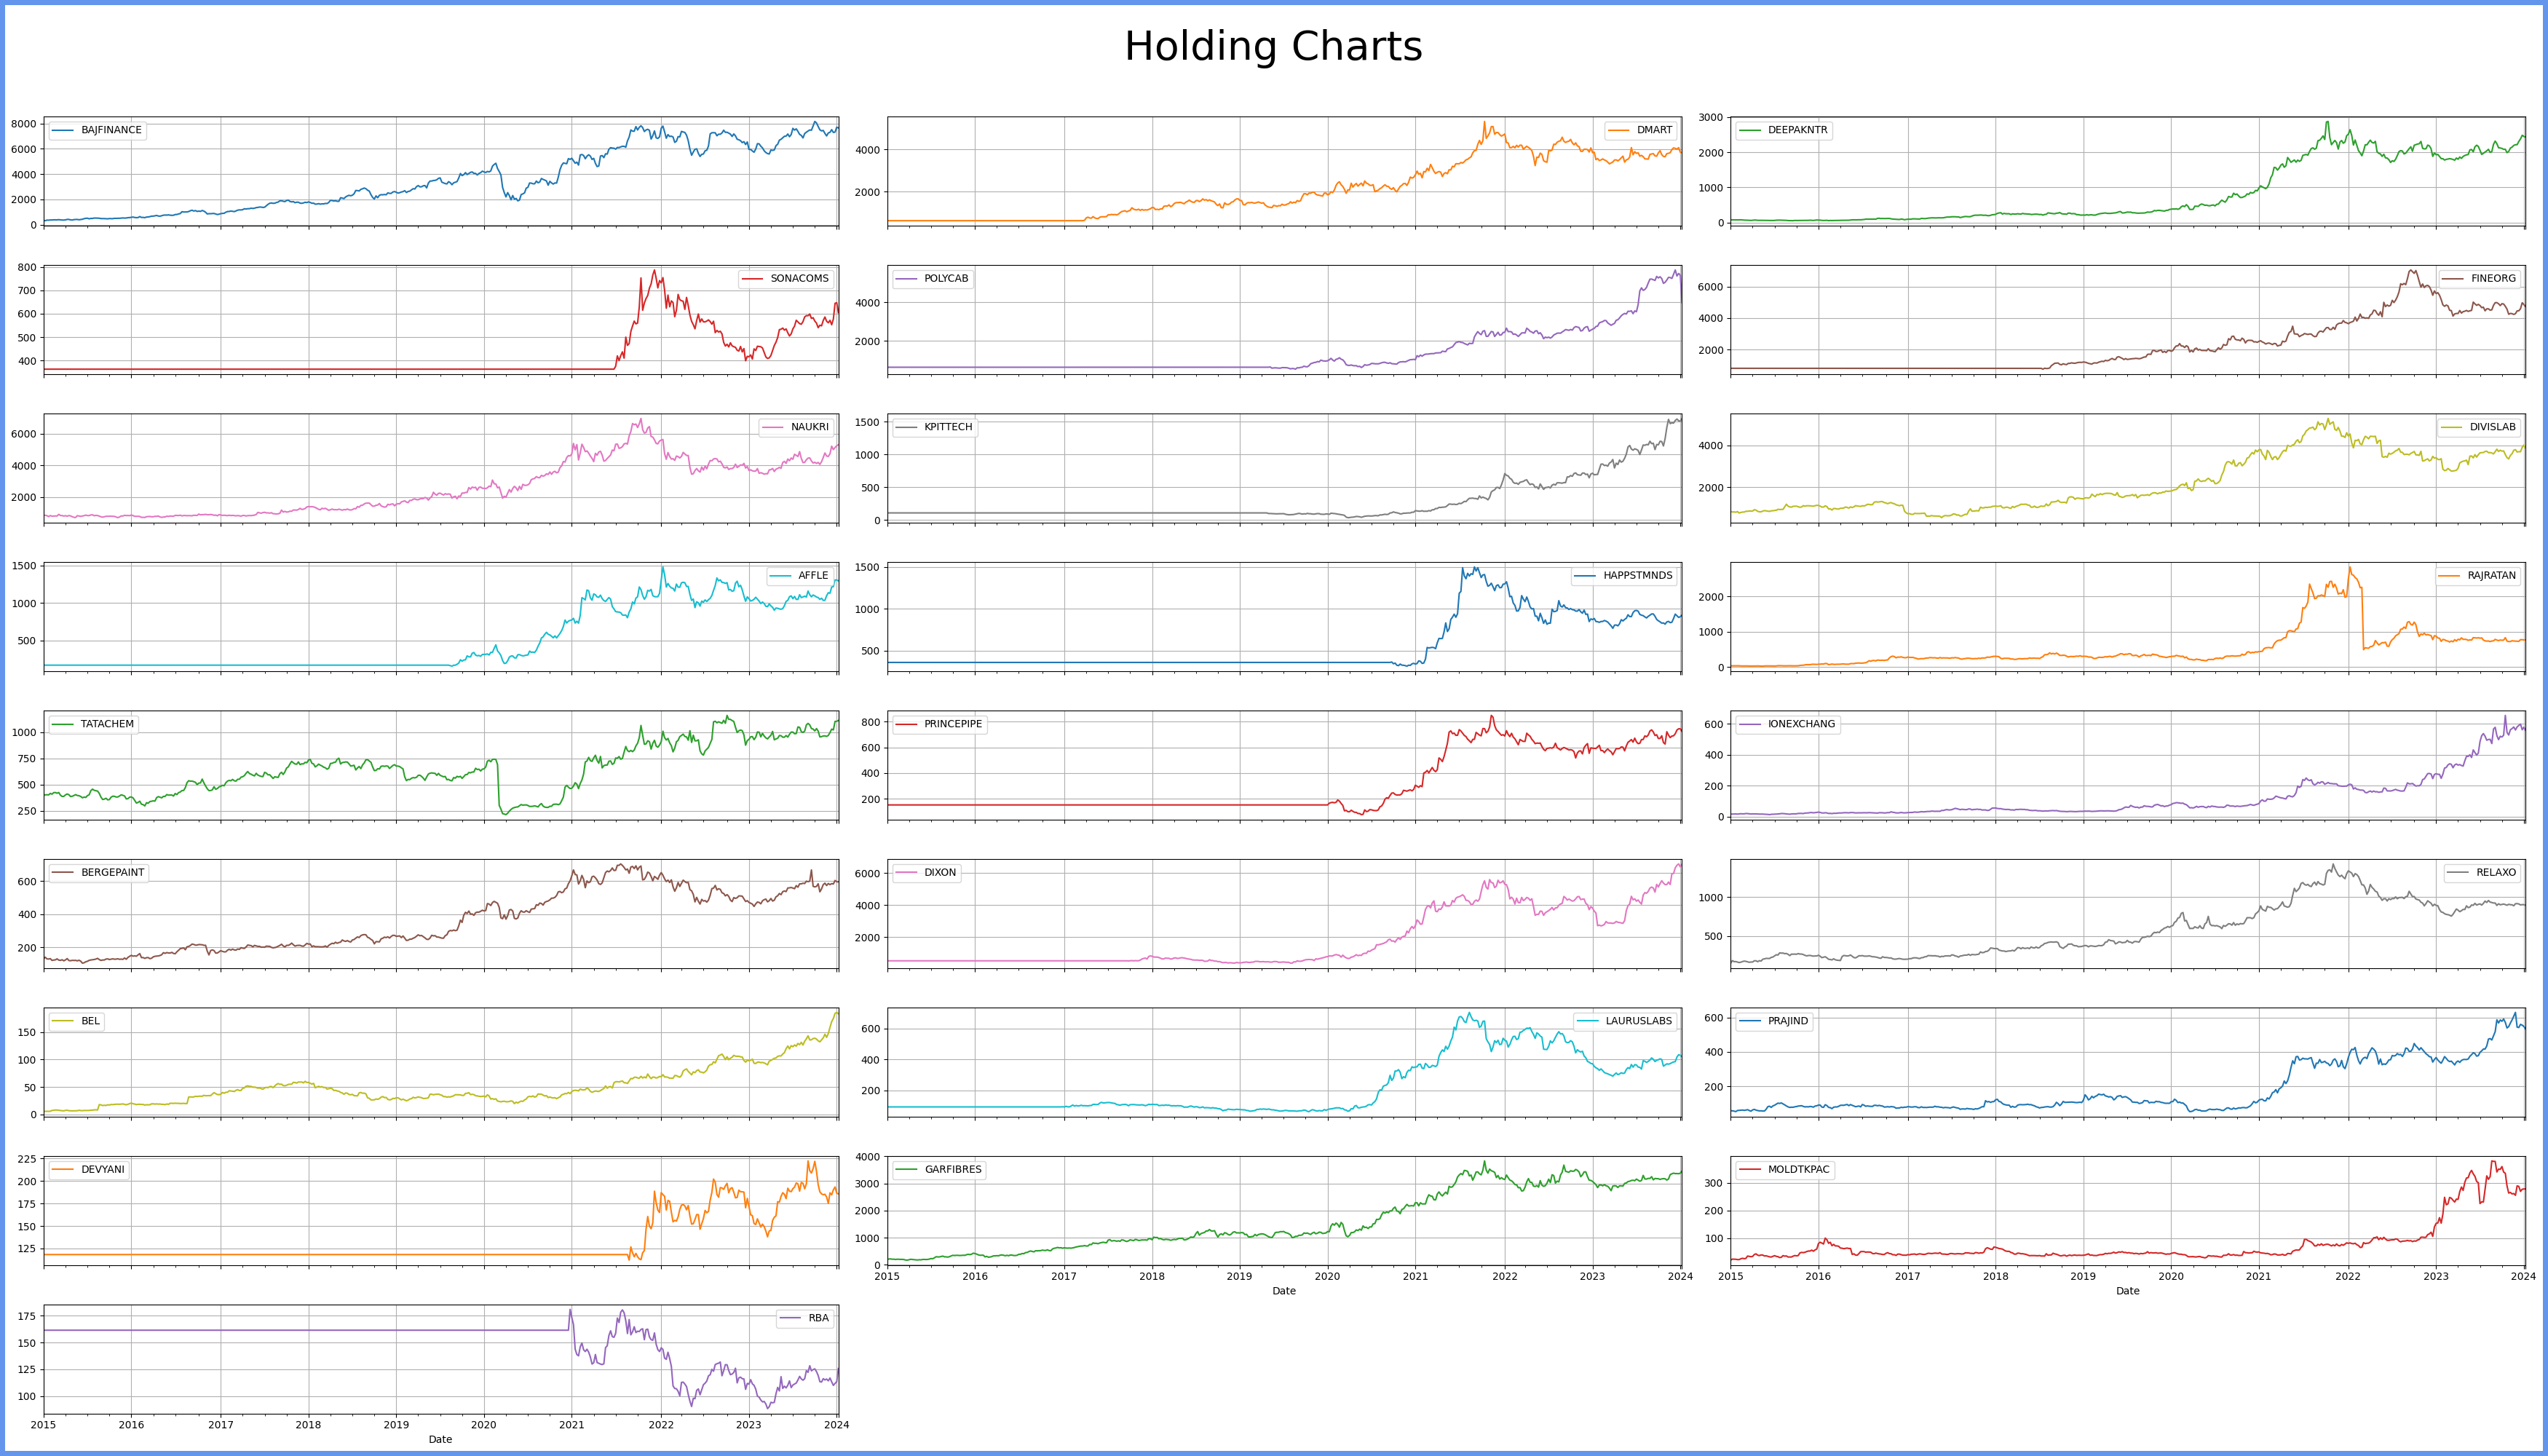 Holding Charts
BAJFINANCE
8000
6000
4000
2000
0
DMART
4000
2000
DEEPAKNTR
3000
2000
1000
0
SONACOMS
800
700
600
500
400
POLYCAB
4000
2000
FINEORG
6000
4000
2000
NAUKRI
6000
4000
2000
KPITTECH
1500
1000
500
0
DIVISLAB
4000
2000
AFFLE
1500
1000
500
HAPPSTMNDS
1500
1000
500
RAJRATAN
2000
1000
0
TATACHEM
1000
750
500
250
PRINCEPIPE
800
600
400
200
IONEXCHANG
600
400
200
0
BERGEPAINT
600
400
200
DIXON
6000
4000
2000
RELAXO
1000
500
BEL
150
100
50
0
LAURUSLABS
600
400
200
PRAJIND
600
400
200
DEVYANI
225
200
175
150
125
GARFIBRES
4000
3000
2000
1000
0
2015 2016 2017 2018 2019 2020 2021 2022 2023 2024
Date
MOLDTKPAC
300
200
100
2015 2016 2017 2018 2019 2020 2021 2022 2023 2024
Date
RBA
175
150
125
100
2015 2016 2017 2018 2019 2020 2021 2022 2023 2024
Date